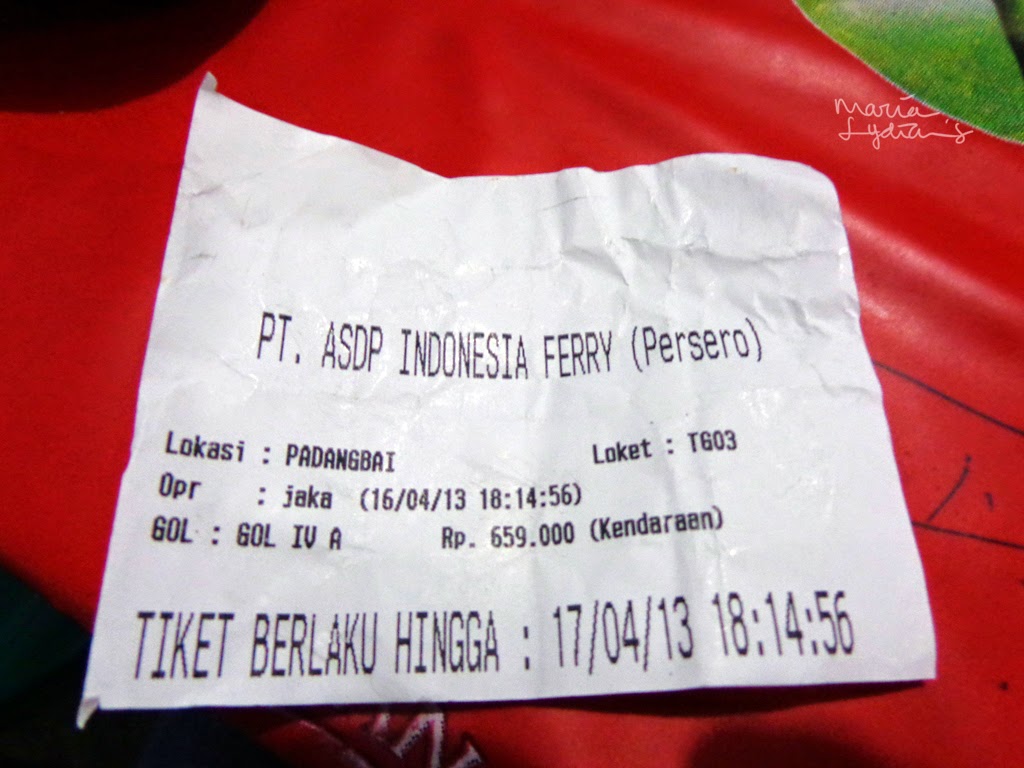 Maria
Lydia's
PT. ASDP INDONESIA FERRY (Persero)
Lokasi : PADANGBAI Loket : TG03
Opr : jaka (16/04/13 18:14:56)
GOL : GOL IV A Rp. 659.000 (Kendaraan)
TIKET BERLAKU HINGGA : 17/04/13 18:14:56